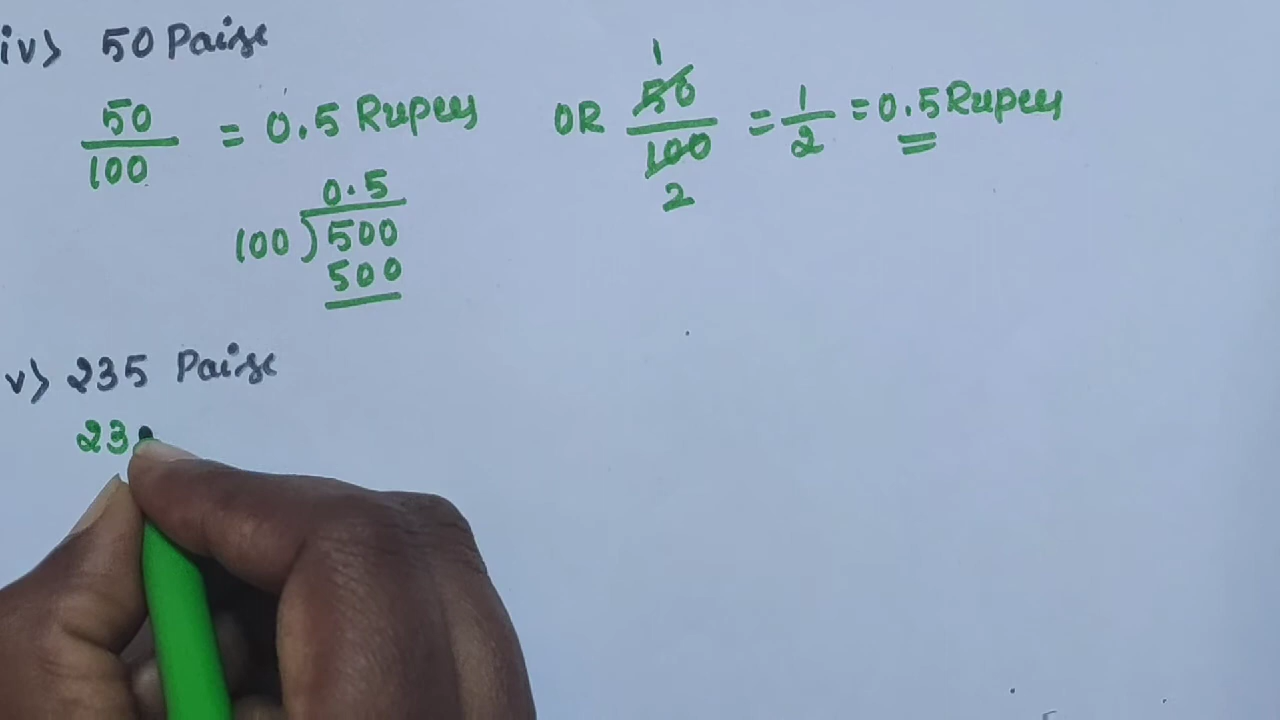 iv) 50 Paise
50/100 = 0.5 Rupees OR 50/100 = 1/2 = 0.5 Rupees
1
2
0.5
100)500
500
v) 235 Paise
23